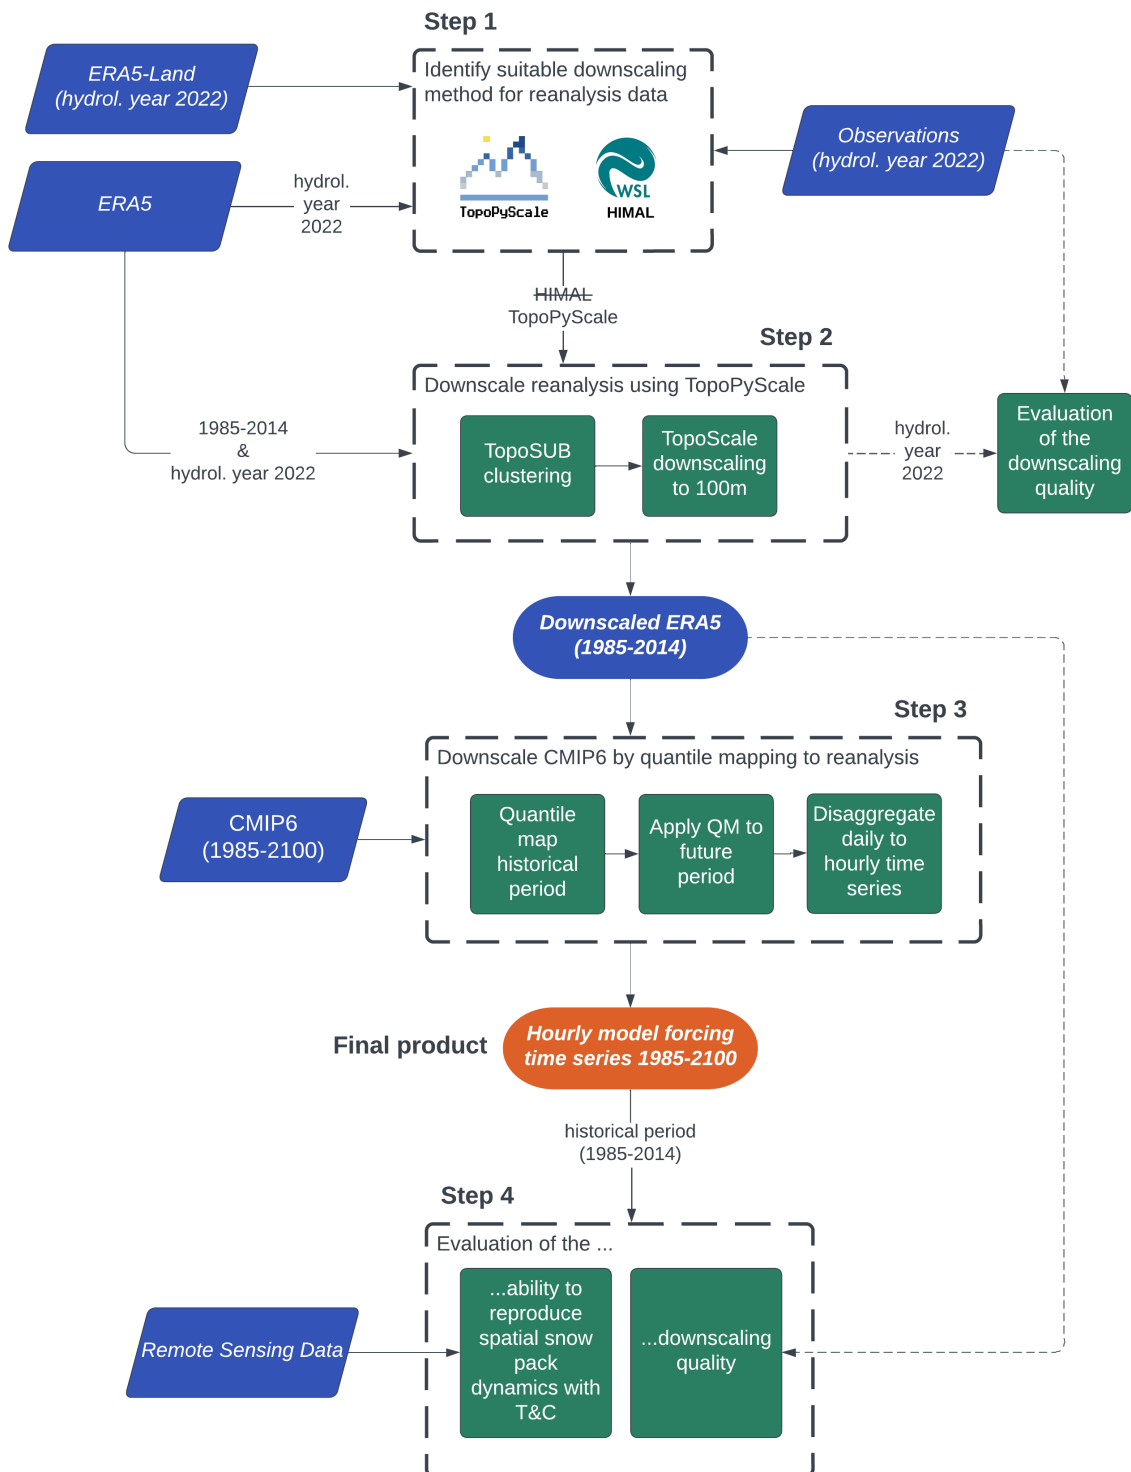 Step 1
ERA5-Land
(hydrol. year 2022)
Identify suitable downscaling
method for reanalysis data
TopoPyScale
WSL
HIMAL
Observations
(hydrol. year 2022)
ERA5
hydrol.
year
2022
HIMAL
TopoPyScale
Step 2
Downscale reanalysis using TopoPyScale
TopoSUB
clustering
TopoScale
downscaling
to 100m
1985-2014
&
hydrol. year 2022
hydrol.
year
2022
Evaluation
of the
downscaling
quality
Downscaled ERA5
(1985-2014)
Step 3
Downscale CMIP6 by quantile mapping to reanalysis
CMIP6
(1985-2100)
Quantile
map
historical
period
Apply QM to
future
period
Disaggregate
daily to
hourly time
series
Final product
Hourly model forcing
time series 1985-2100
historical period
(1985-2014)
Step 4
Evaluation of the ...
Remote Sensing Data
...ability to
reproduce
spatial snow
pack
dynamics with
T&C
...downscaling
quality